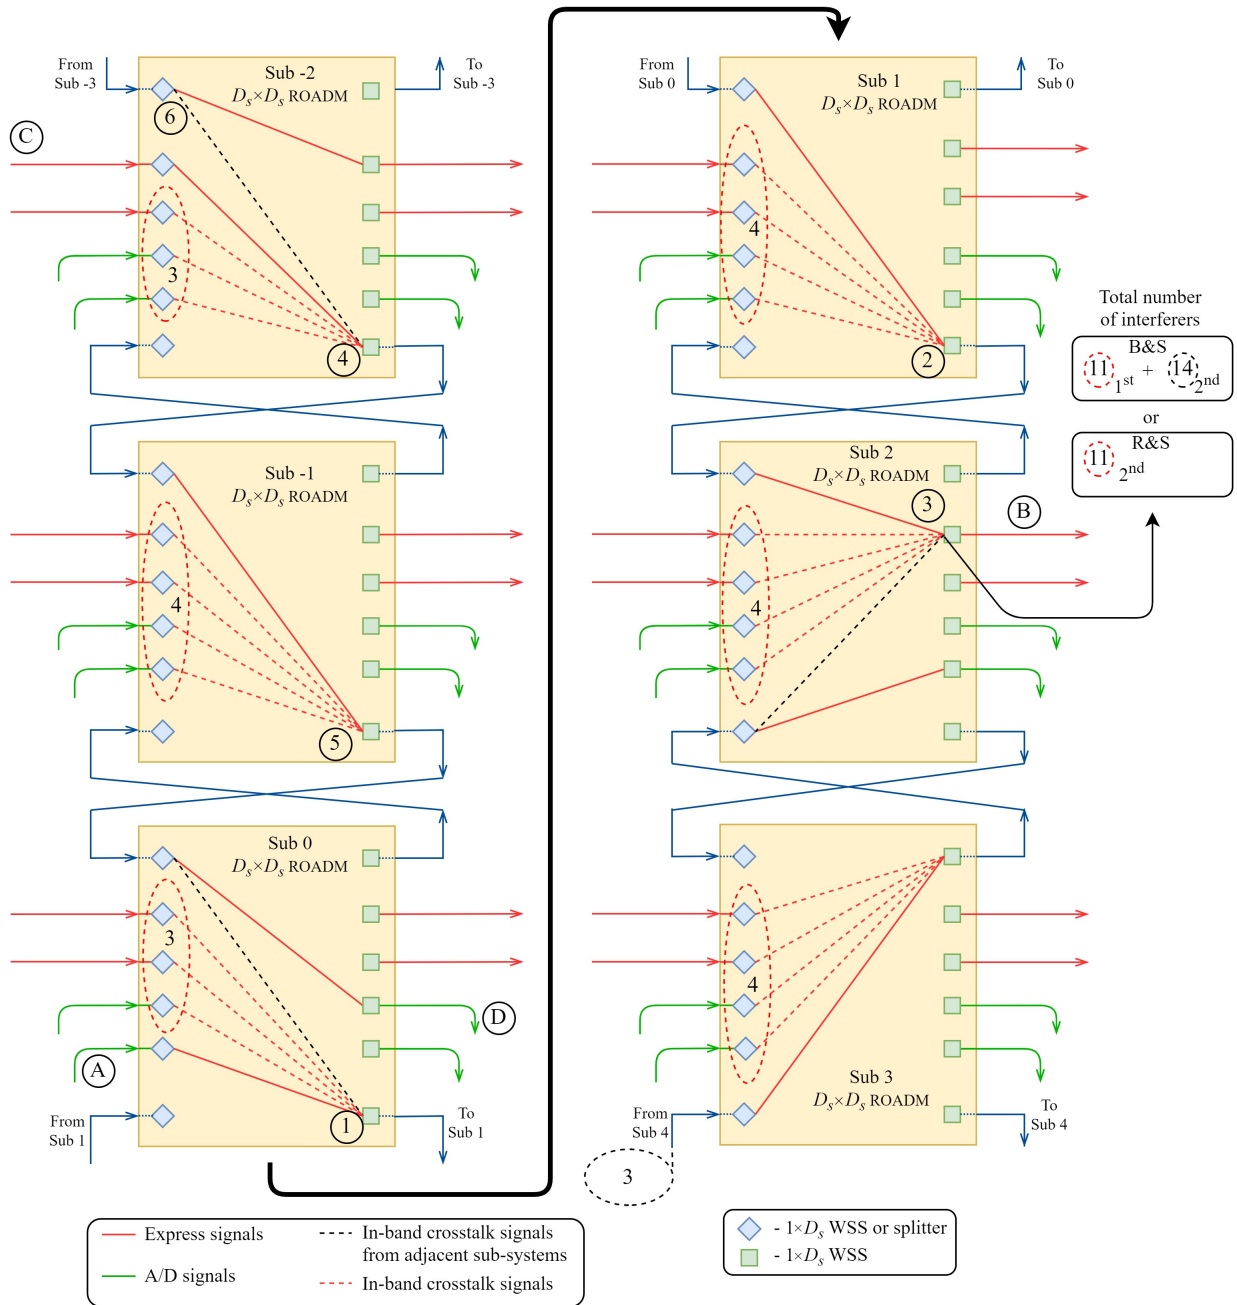 From
Sub -3
Sub -2
Dₛ×Dₛ ROADM
To
Sub -3
6
C
3
4
Sub -1
Dₛ×Dₛ ROADM
4
5
Sub 0
Dₛ×Dₛ ROADM
3
D
A
From
Sub 1
1
To
Sub 1
From
Sub 0
Sub 1
Dₛ×Dₛ ROADM
To
Sub 0
4
2
Total number
of interferers
B&S
11 1st + 14 2nd
or
R&S
11 2nd
Sub 2
Dₛ×Dₛ ROADM
3
B
4
4
Sub 3
Dₛ×Dₛ ROADM
From
Sub 4
To
Sub 4
3
Express signals
A/D signals
In-band crosstalk signals
from adjacent sub-systems
In-band crosstalk signals
- 1×Dₛ WSS or splitter
- 1×Dₛ WSS